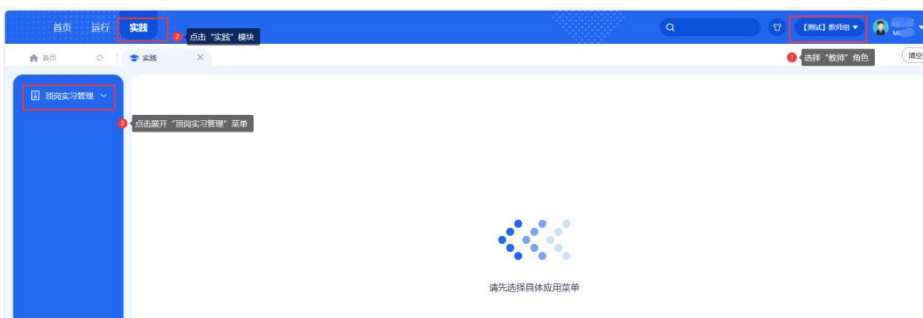 首页 运行 实践 【测试】教师组
2 点击“实践”模块
首页 实践 1 选择“教师”角色 清空
顶岗实习管理
3 点击展开“顶岗实习管理”菜单
请先选择具体应用菜单